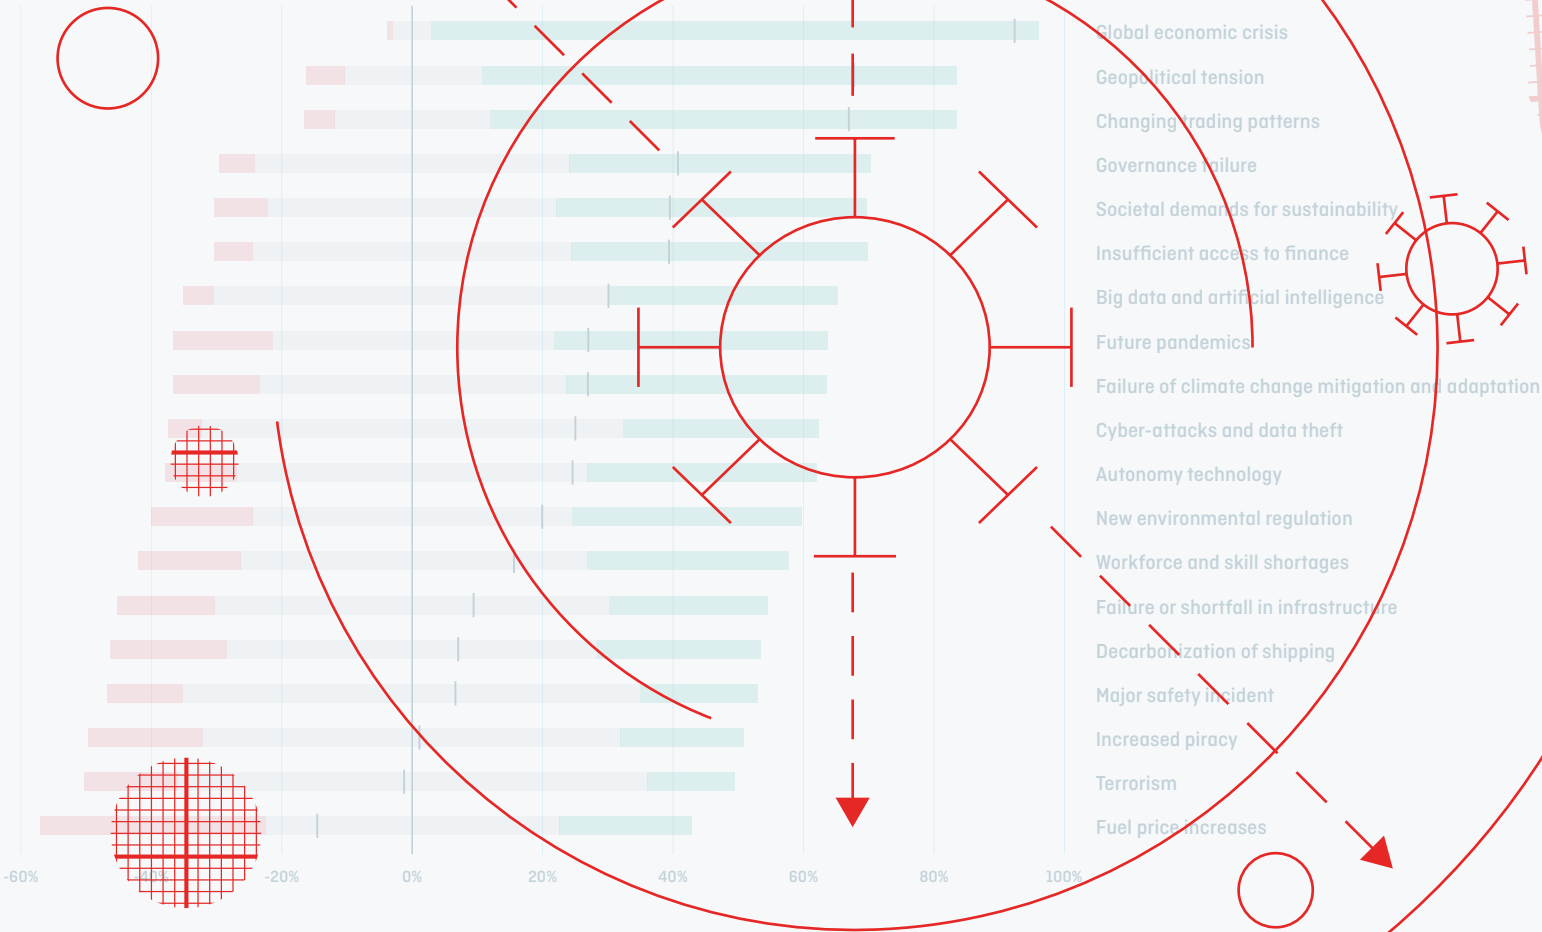 Global economic crisis
Geopolitical tension
Changing trading patterns
Governance failure
Societal demands for sustainability
Insufficient access to finance
Big data and artificial intelligence
Future pandemics
Failure of climate change mitigation and adaptation
Cyber-attacks and data theft
Autonomy technology
New environmental regulation
Workforce and skill shortages
Failure or shortfall in infrastructure
Decarbonization of shipping
Major safety incident
Increased piracy
Terrorism
Fuel price increases
-60% -40% -20% 0% 20% 40% 60% 80% 100%